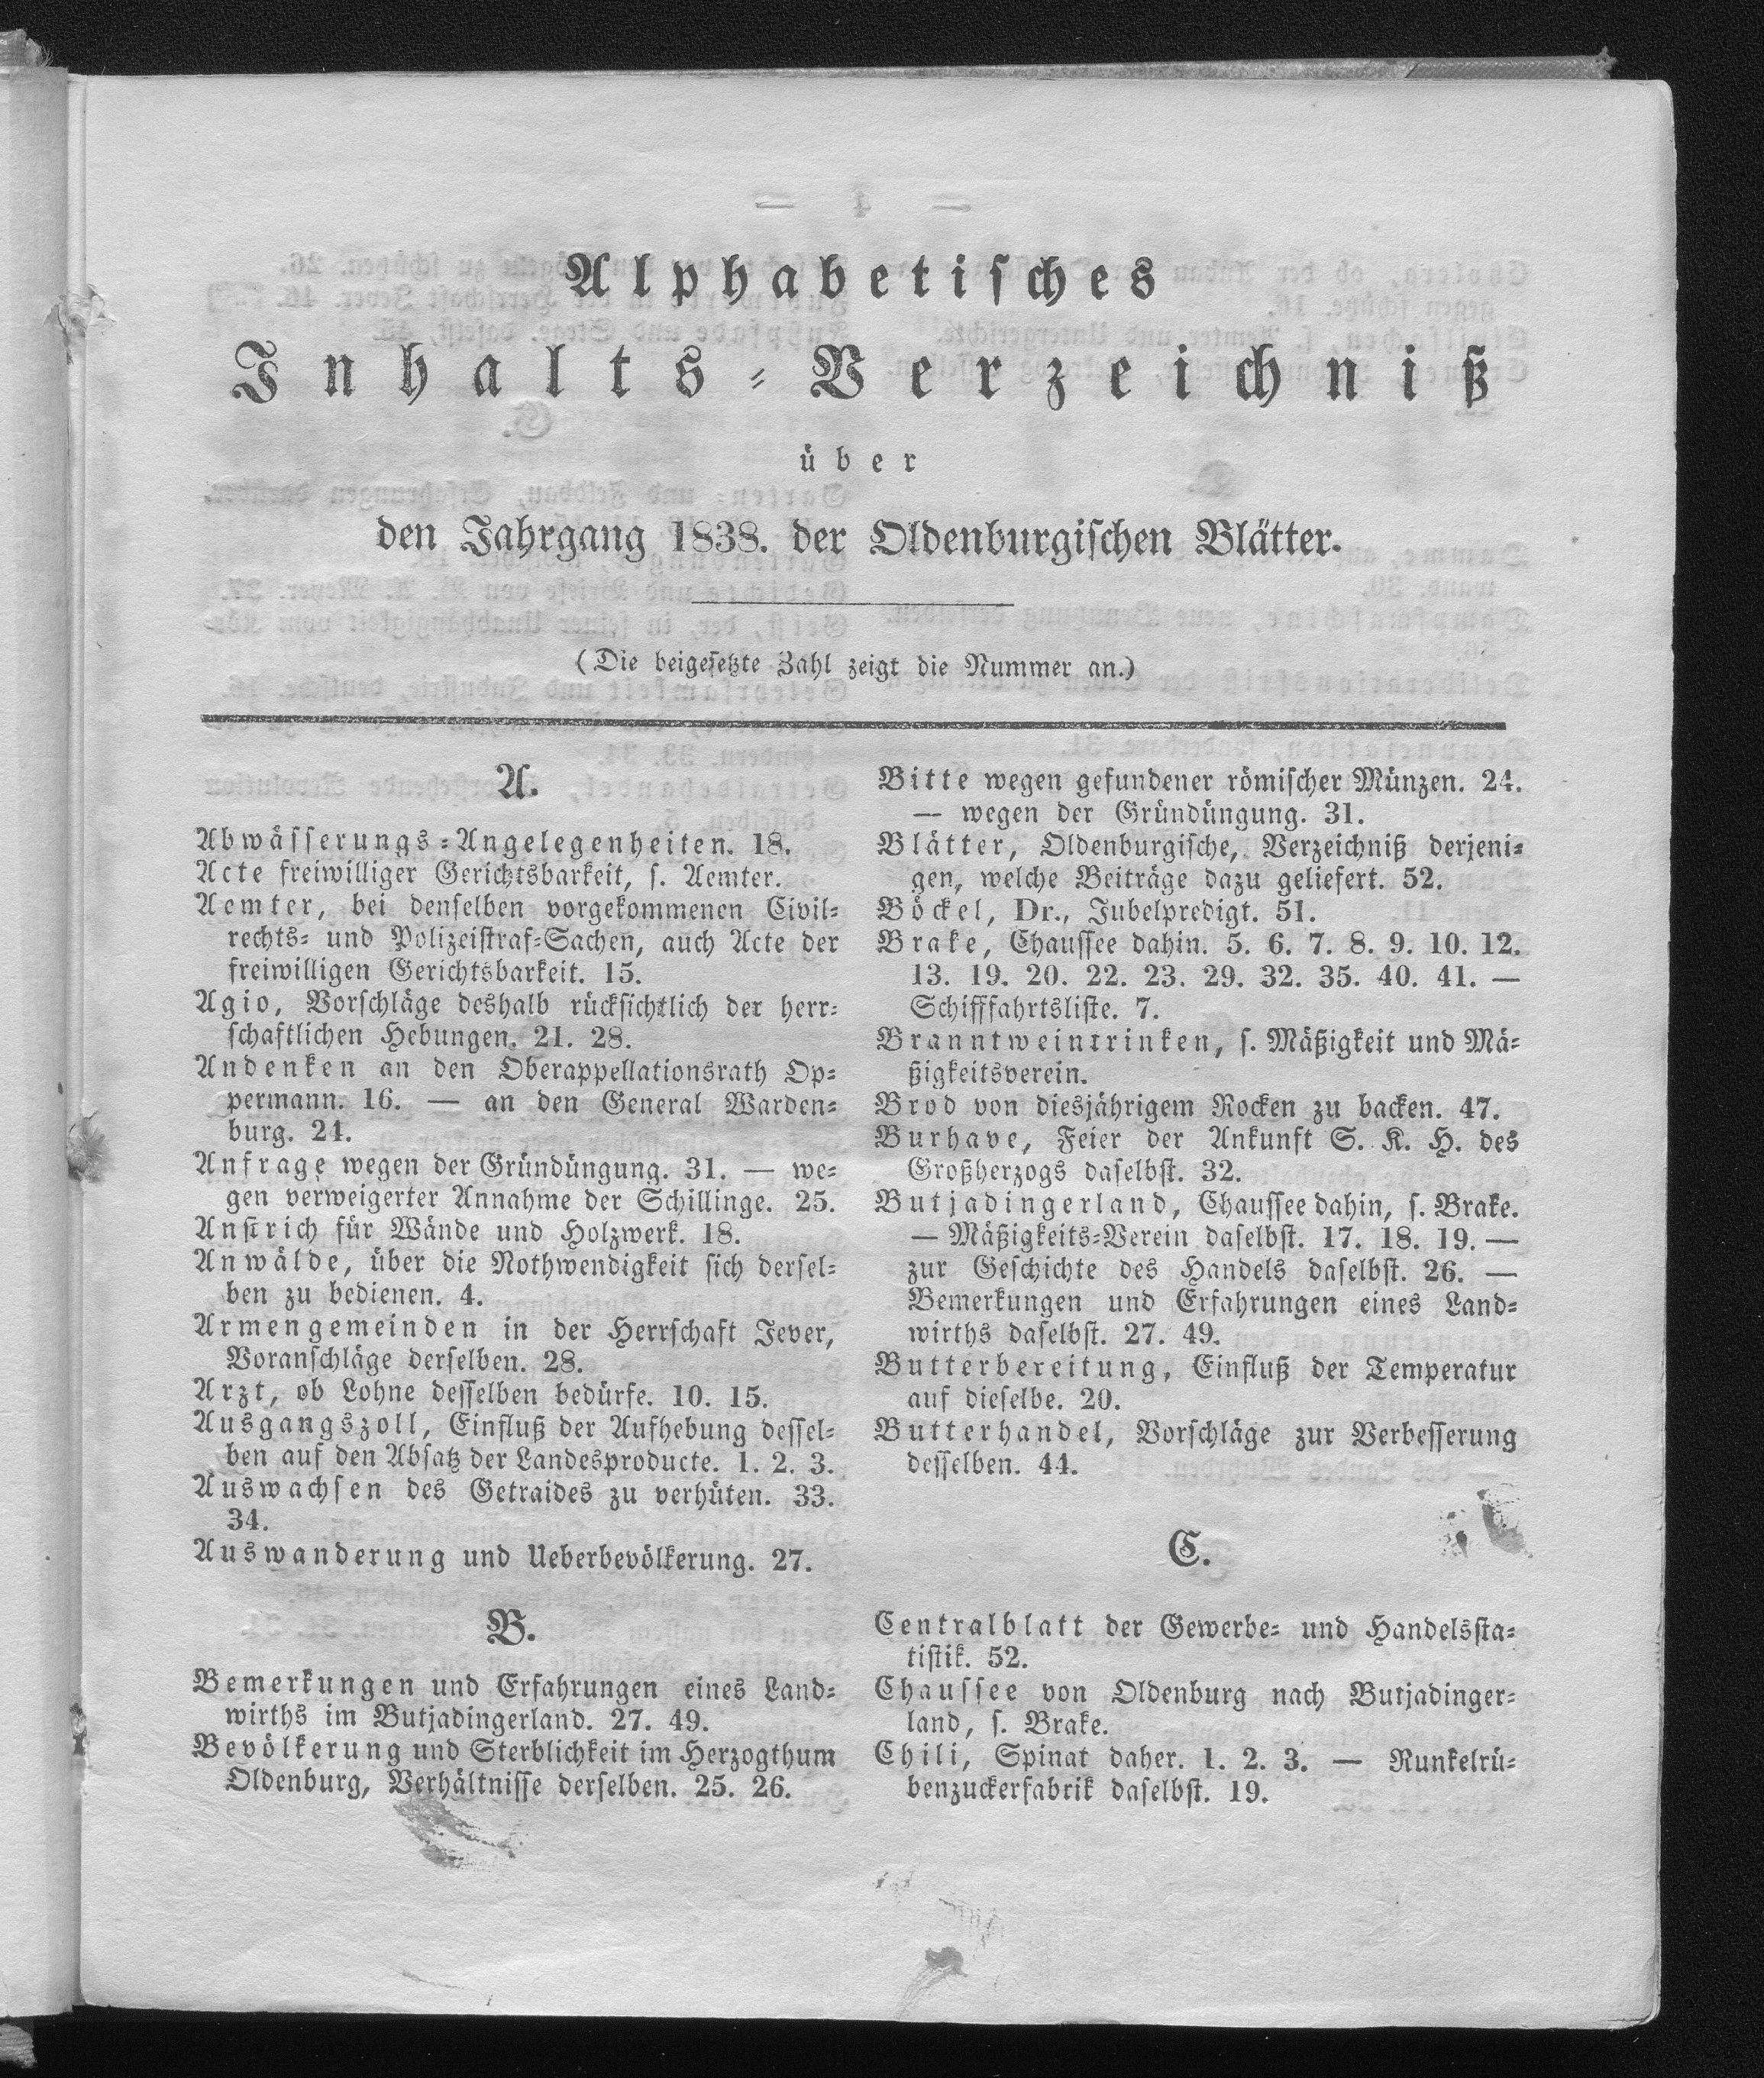 Alphabetisches
Inhalts-Verzeichniß
über
den Jahrgang 1838. der Oldenburgischen Blätter.
(Die beigesetzte Zahl zeigt die Nummer an.)
A.
Abwässerungs-Angelegenheiten. 18.
Acte freiwilliger Gerichtsbarkeit, s. Aemter.
Aemter, bei denselben vorgekommenen Civil-
rechts- und Polizeistraf-Sachen, auch Acte der
freiwilligen Gerichtsbarkeit. 15.
Agio, Vorschläge deshalb rücksichtlich der herr-
schaftlichen Hebungen. 21. 28.
Andenken an den Oberappellationsrath Op-
permann. 16. — an den General Warden-
burg. 24.
Anfrage wegen der Gründüngung. 31. — we-
gen verweigerter Annahme der Schillinge. 25.
Anstrich für Wände und Holzwerk. 18.
Anwälde, über die Nothwendigkeit sich dersel-
ben zu bedienen. 4.
Armengemeinden in der Herrschaft Jever,
Voranschläge derselben. 28.
Arzt, ob Lohne desselben bedürfe. 10. 15.
Ausgangszoll, Einfluß der Aufhebung dessel-
ben auf den Absatz der Landesproducte. 1. 2. 3.
Auswachsen des Getraides zu verhüten. 33.
34.
Auswanderung und Ueberbevölkerung. 27.
B.
Bemerkungen und Erfahrungen eines Land-
wirths im Butjadingerland. 27. 49.
Bevölkerung und Sterblichkeit im Herzogthum
Oldenburg, Verhältnisse derselben. 25. 26.
Bitte wegen gefundener römischer Münzen. 24.
— wegen der Gründüngung. 31.
Blätter, Oldenburgische, Verzeichniß derjeni-
gen, welche Beiträge dazu geliefert. 52.
Böckel, Dr., Jubelpredigt. 51.
Brake, Chaussee dahin. 5. 6. 7. 8. 9. 10. 12.
13. 19. 20. 22. 23. 29. 32. 35. 40. 41. —
Schifffahrtsliste. 7.
Branntweintrinken, s. Mäßigkeit und Mä-
ßigkeitsverein.
Brod von diesjährigem Rocken zu backen. 47.
Burhave, Feier der Ankunft S. K. H. des
Großherzogs daselbst. 32.
Butjadingerland, Chaussee dahin, s. Brake.
— Mäßigkeits-Verein daselbst. 17. 18. 19. —
zur Geschichte des Handels daselbst. 26. —
Bemerkungen und Erfahrungen eines Land-
wirths daselbst. 27. 49.
Butterbereitung, Einfluß der Temperatur
auf dieselbe. 20.
Butterhandel, Vorschläge zur Verbesserung
desselben. 44.
C.
Centralblatt der Gewerbe- und Handelssta-
tistik. 52.
Chaussee von Oldenburg nach Butjadinger-
land, s. Brake.
Chili, Spinat daher. 1. 2. 3. — Runkelrü-
benzuckerfabrik daselbst. 19.